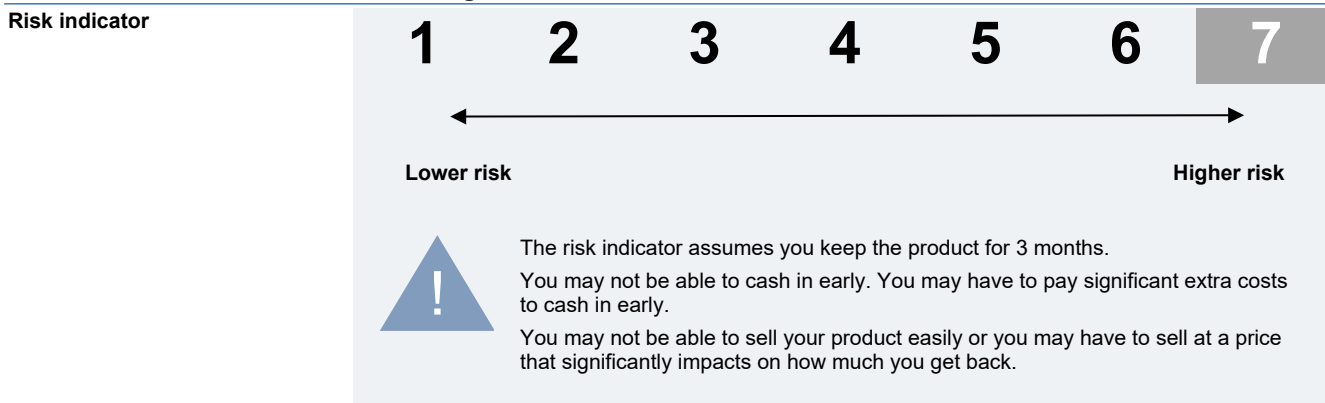 Risk indicator
1 2 3 4 5 6 7
Lower risk Higher risk
!
The risk indicator assumes you keep the product for 3 months.
You may not be able to cash in early. You may have to pay significant extra costs
to cash in early.
You may not be able to sell your product easily or you may have to sell at a price
that significantly impacts on how much you get back.